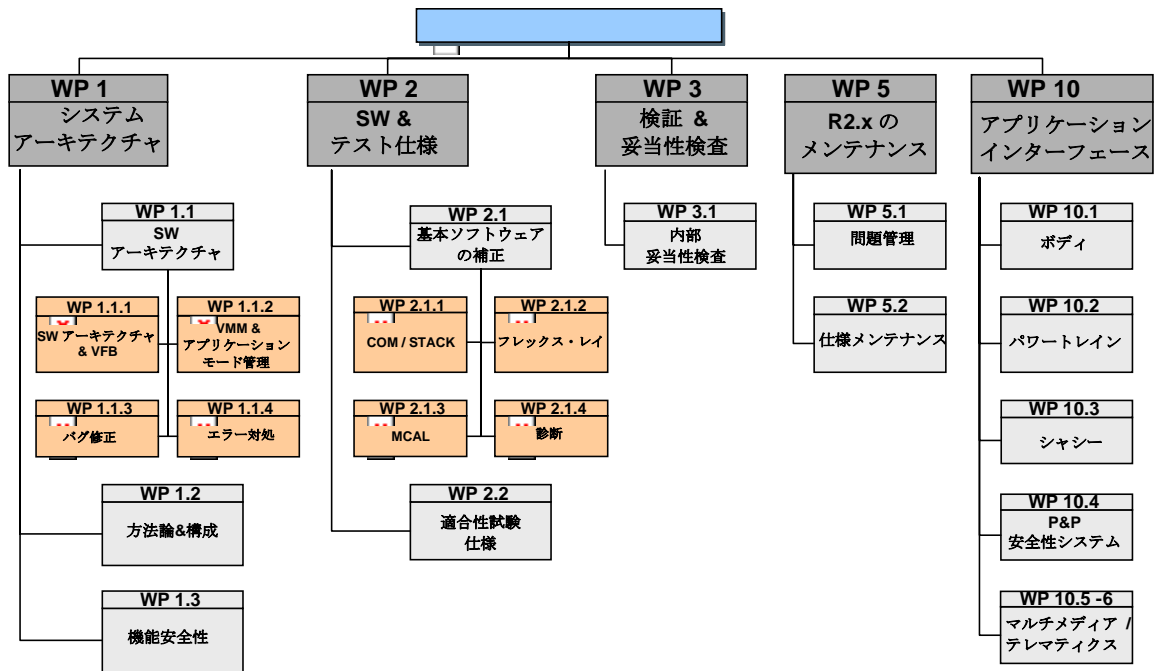 WP 1
システム
アーキテクチャ
WP 2
SW &
テスト仕様
WP 3
検証 &
妥当性検査
WP 5
R2.x の
メンテナンス
WP 10
アプリケーション
インターフェース
WP 1.1
SW
アーキテクチャ
WP 1.1.1
SW アーキテクチャ
& VFB
WP 1.1.2
VMM &
アプリケーション
モード管理
WP 1.1.3
バグ修正
WP 1.1.4
エラー対処
WP 1.2
方法論&構成
WP 1.3
機能安全性
WP 2.1
基本ソフトウェア
の補正
WP 2.1.1
COM / STACK
WP 2.1.2
フレックス・レイ
WP 2.1.3
MCAL
WP 2.1.4
診断
WP 2.2
適合性試験
仕様
WP 3.1
内部
妥当性検査
WP 5.1
問題管理
WP 5.2
仕様メンテナンス
WP 10.1
ボディ
WP 10.2
パワートレイン
WP 10.3
シャシー
WP 10.4
P&P
安全性システム
WP 10.5 -6
マルチメディア /
テレマティクス